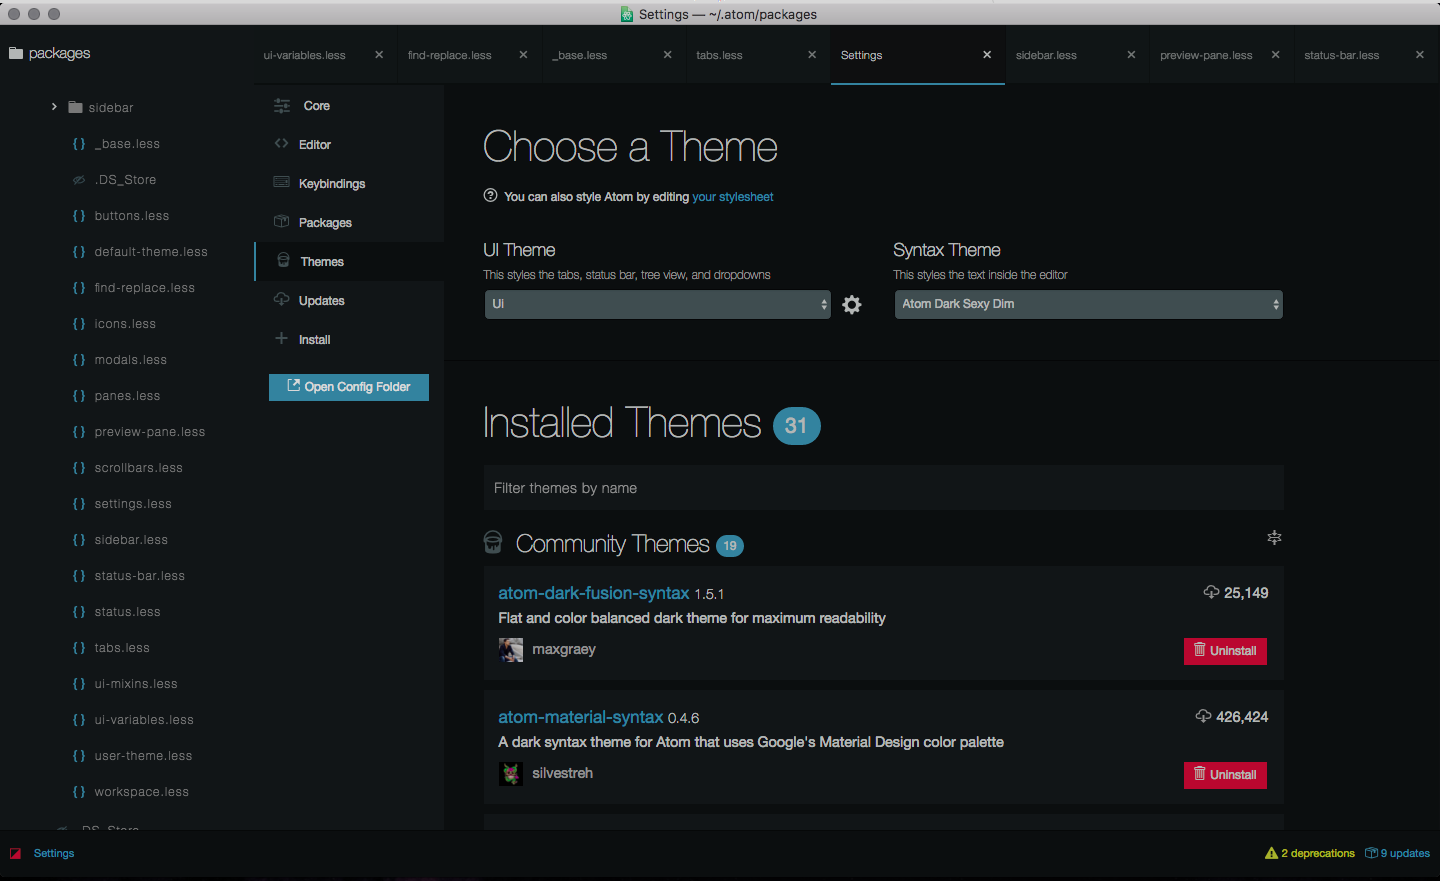 Settings — ~/.atom/packages
packages
ui-variables.less
find-replace.less
_base.less
tabs.less
Settings
sidebar.less
preview-pane.less
status-bar.less
sidebar
_base.less
.DS_Store
buttons.less
default-theme.less
find-replace.less
icons.less
modals.less
panes.less
preview-pane.less
scrollbars.less
settings.less
sidebar.less
status-bar.less
status.less
tabs.less
ui-mixins.less
ui-variables.less
user-theme.less
workspace.less
.DS_Store
Core
Editor
Keybindings
Packages
Themes
Updates
Install
Open Config Folder
Choose a Theme
You can also style Atom by editing your stylesheet
UI Theme
This styles the tabs, status bar, tree view, and dropdowns
Ui
Syntax Theme
This styles the text inside the editor
Atom Dark Sexy Dim
Installed Themes 31
Filter themes by name
Community Themes 19
atom-dark-fusion-syntax 1.5.1
25,149
Flat and color balanced dark theme for maximum readability
maxgraey
Uninstall
atom-material-syntax 0.4.6
426,424
A dark syntax theme for Atom that uses Google's Material Design color palette
silvestreh
Uninstall
Settings
2 deprecations
9 updates